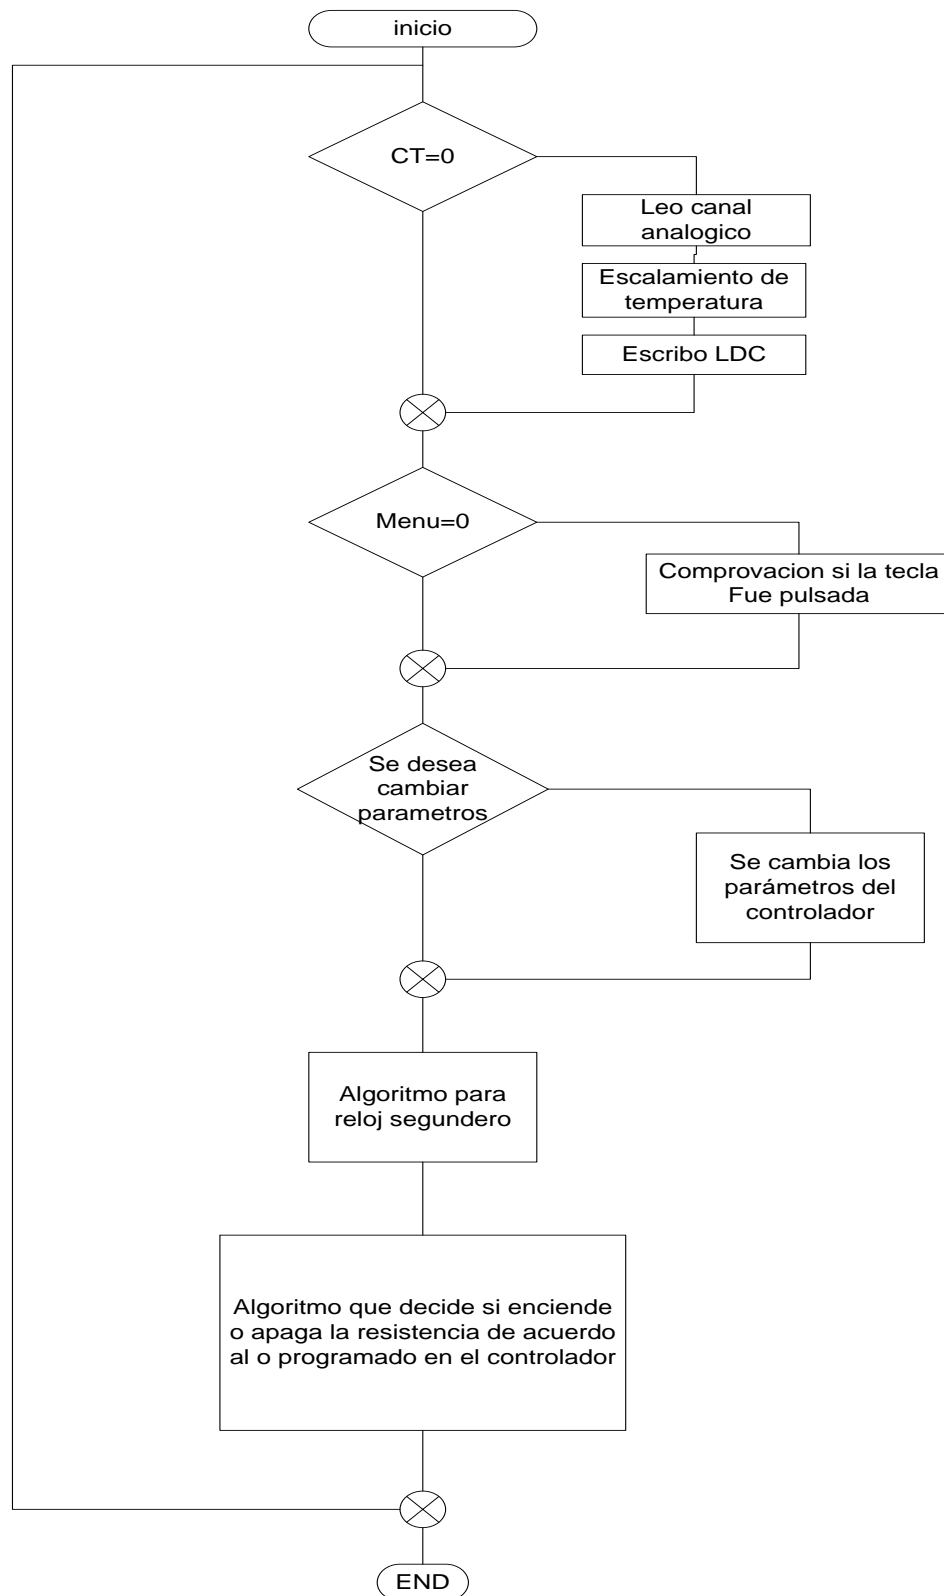 inicio
CT=0
Leo canal
analogico
Escalamiento de
temperatura
Escribo LDC
Menu=0
Comprovacion si la tecla
Fue pulsada
Se desea
cambiar
parametros
Se cambia los
parámetros del
controlador
Algoritmo para
reloj segundero
Algoritmo que decide si enciende
o apaga la resistencia de acuerdo
al o programado en el controlador
END